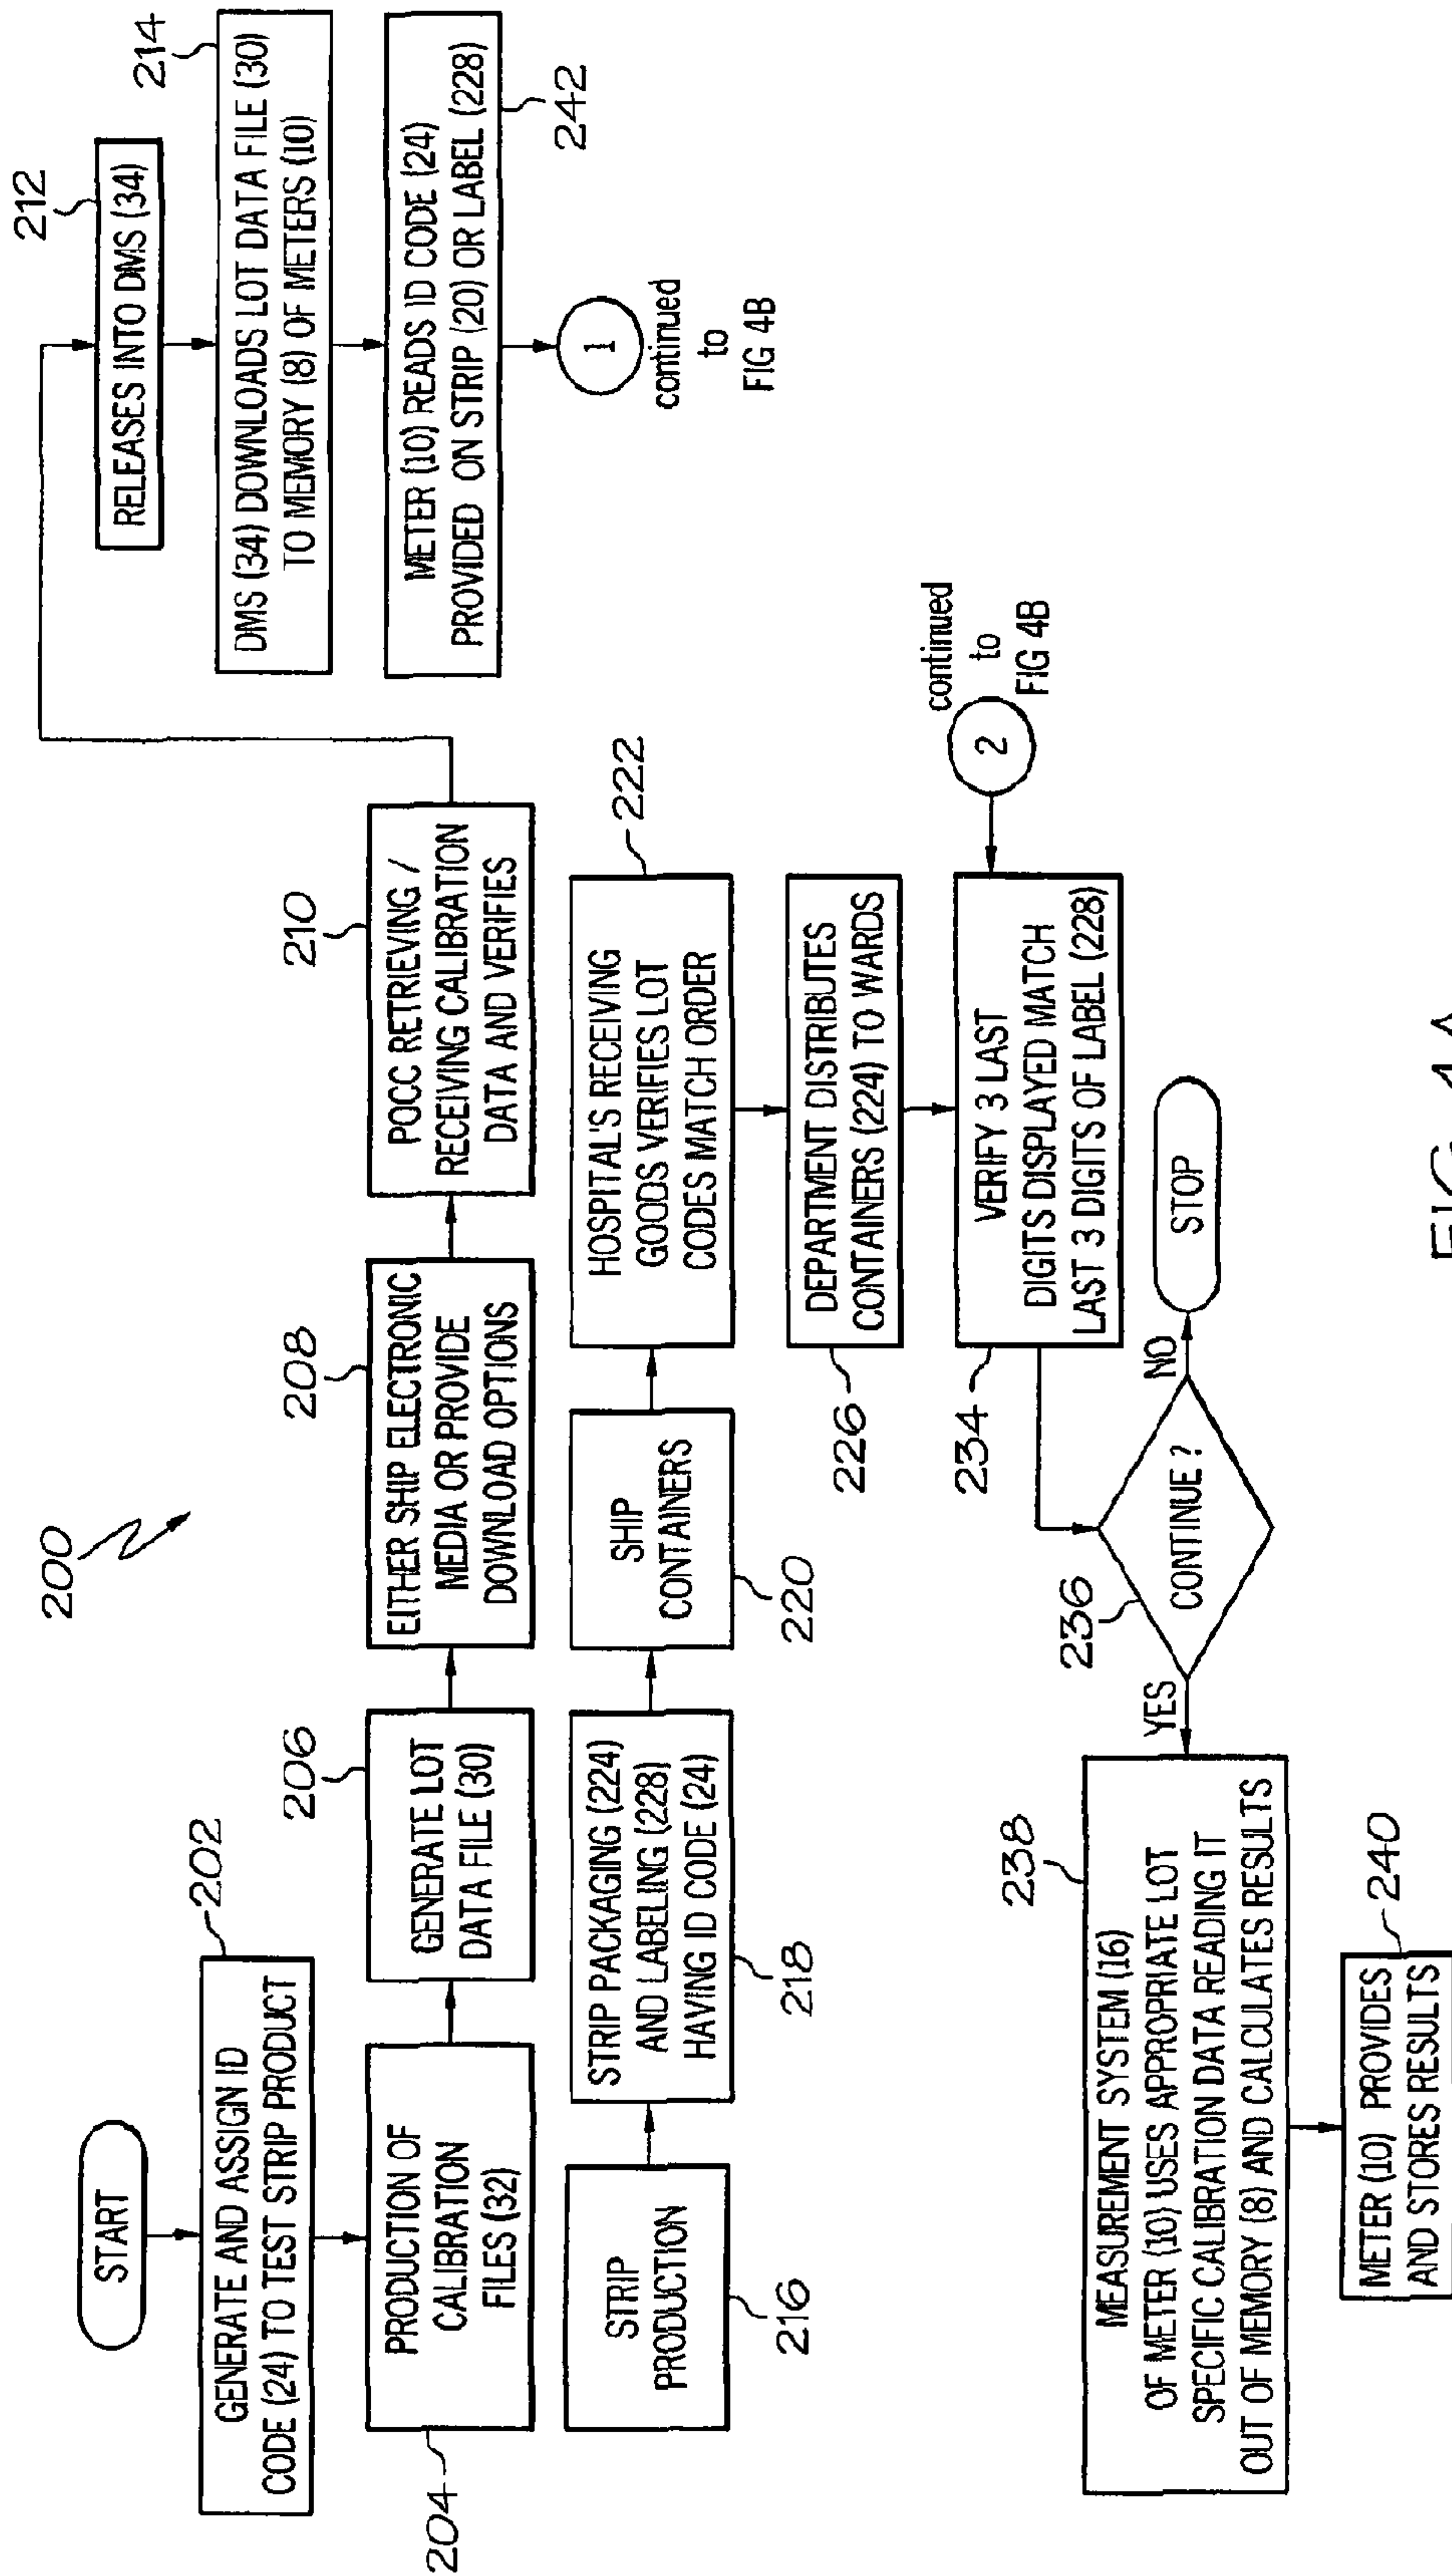 200
START
GENERATE AND ASSIGN ID
CODE (24) TO TEST STRIP PRODUCT
202
PRODUCTION OF
CALIBRATION
FILES (32)
204
GENERATE LOT
DATA FILE (30)
206
EITHER SHIP ELECTRONIC
MEDIA OR PROVIDE
DOWNLOAD OPTIONS
208
POCC RETRIEVING /
RECEIVING CALIBRATION
DATA AND VERIFIES
210
RELEASES INTO DMS (34)
212
DMS (34) DOWNLOADS LOT DATA FILE (30)
TO MEMORY (8) OF METERS (10)
214
METER (10) READS ID CODE (24)
PROVIDED ON STRIP (20) OR LABEL (228)
242
1
continued
to
FIG 4B
STRIP
PRODUCTION
216
STRIP PACKAGING (224)
AND LABELING (228)
HAVING ID CODE (24)
218
SHIP
CONTAINERS
220
HOSPITAL'S RECEIVING
GOODS VERIFIES LOT
CODES MATCH ORDER
222
DEPARTMENT DISTRIBUTES
CONTAINERS (224) TO WARDS
226
VERIFY 3 LAST
DIGITS DISPLAYED MATCH
LAST 3 DIGITS OF LABEL (228)
234
2
continued
to
FIG 4B
CONTINUE ?
236
NO
STOP
YES
MEASUREMENT SYSTEM (16)
OF METER (10) USES APPROPRIATE LOT
SPECIFIC CALIBRATION DATA READING IT
OUT OF MEMORY (8) AND CALCULATES RESULTS
238
METER (10) PROVIDES
AND STORES RESULTS
240